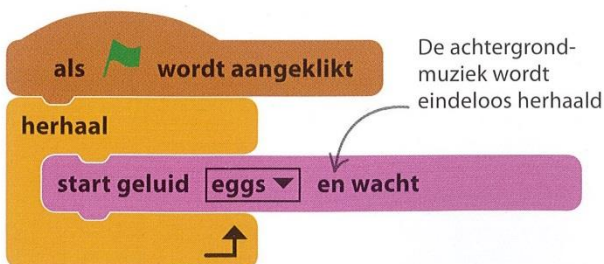 als wordt aangeklikt
herhaal
start geluid eggs en wacht
De achtergrond-
muziek wordt
eindeloos herhaald